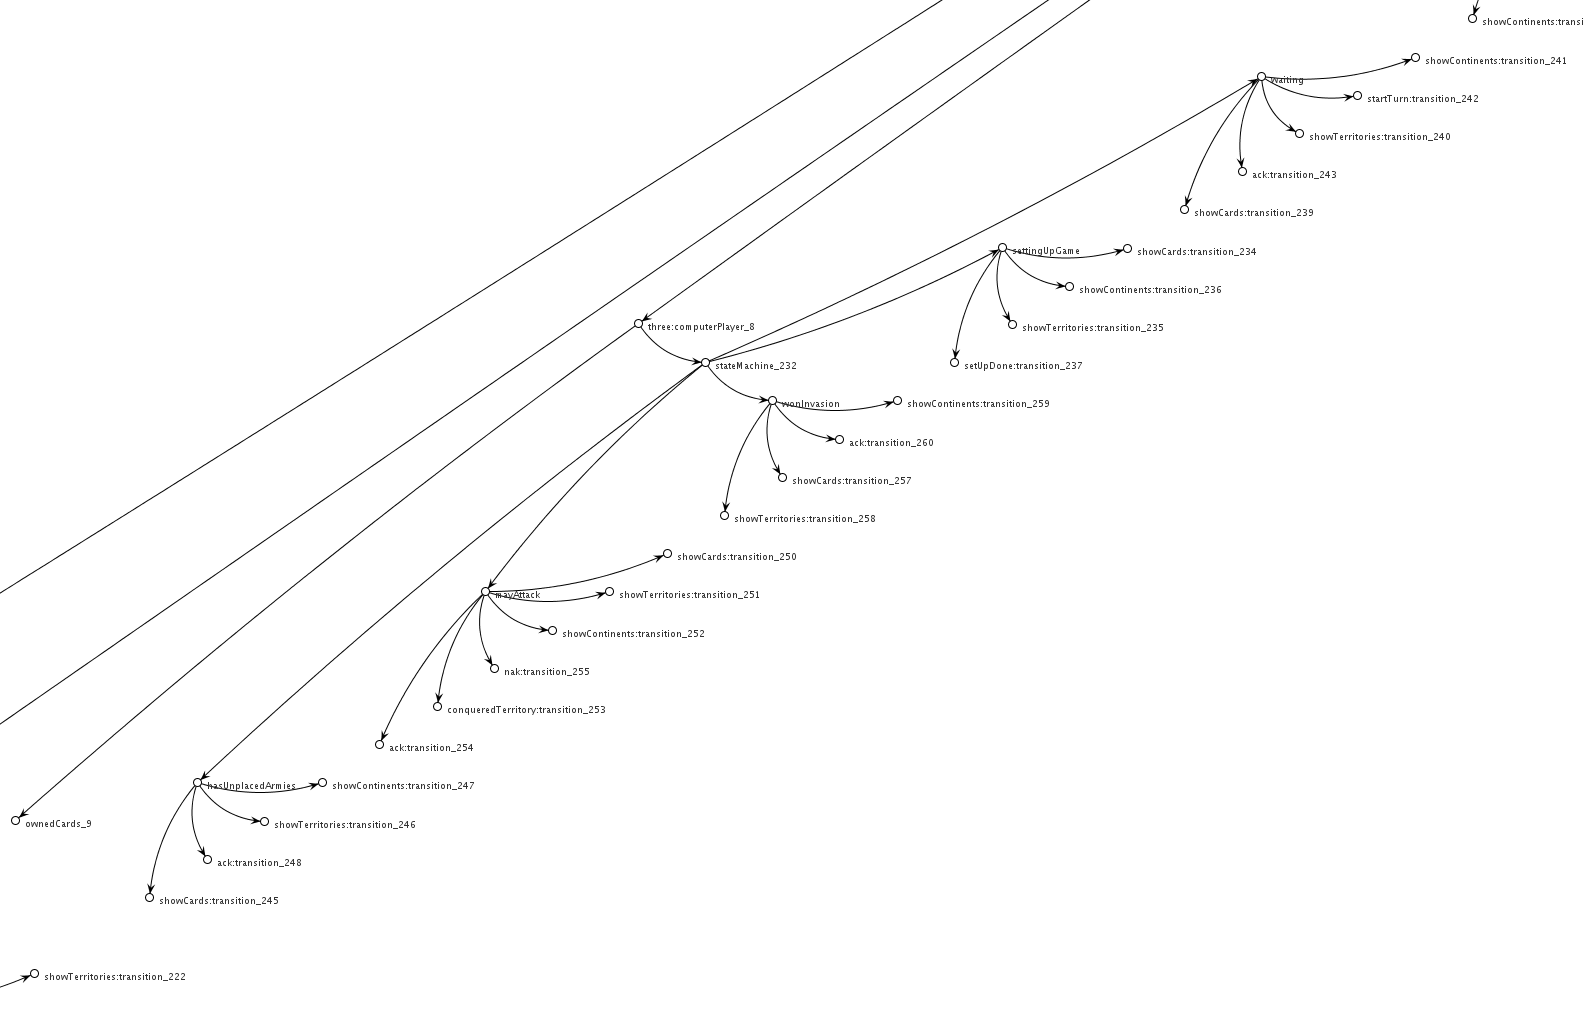 showContinents:transi
showContinents:transition_241
Waiting
startTurn:transition_242
showTerritories:transition_240
ack:transition_243
showCards:transition_239
settingUpGame
showCards:transition_234
showContinents:transition_236
three:computerPlayer_8
showTerritories:transition_235
stateMachine_232
setUpDone:transition_237
wonInvasion
showContinents:transition_259
ack:transition_260
showCards:transition_257
showTerritories:transition_258
showCards:transition_250
mayAttack
showTerritories:transition_251
showContinents:transition_252
nak:transition_255
conqueredTerritory:transition_253
ack:transition_254
hasUnplacedArmies
showContinents:transition_247
ownedCards_9
showTerritories:transition_246
ack:transition_248
showCards:transition_245
showTerritories:transition_222